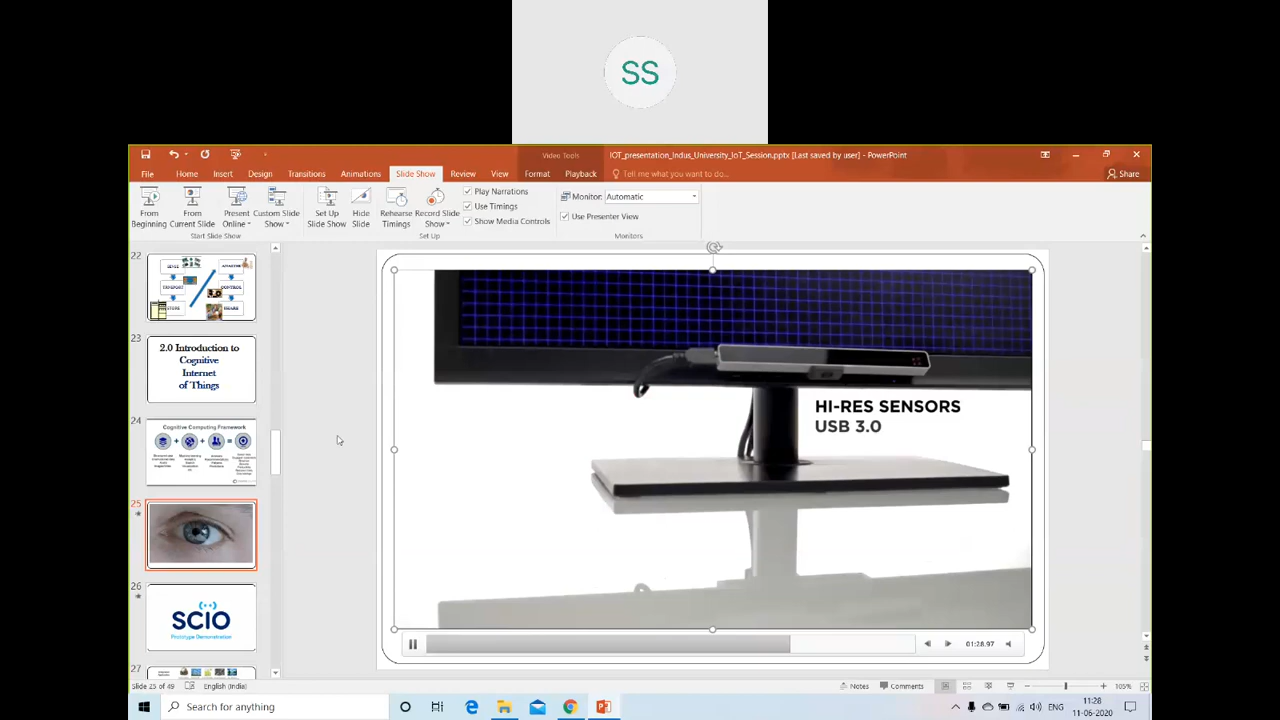 SS
Video Tools
IOT_presentation_Indus_University_IoT_Session.pptx [Last saved by user] - PowerPoint
File Home Insert Design Transitions Animations Slide Show Review View Format Playback Tell me what you want to do... Share
From Beginning
From Current Slide
Present Online
Custom Slide Show
Start Slide Show
Set Up Slide Show
Hide Slide
Rehearse Timings
Record Slide Show
Play Narrations
Use Timings
Show Media Controls
Set Up
Monitor: Automatic
Use Presenter View
Monitors
22
SENSE
STORE
CONTROL
SHARE
23
2.0 Introduction to
Cognitive
Internet
of Things
24
Cognitive Computing Framework
25
26
SCIO
Prototype Demonstration
27
HI-RES SENSORS
USB 3.0
01:28.97
Slide 25 of 49 English (India) Notes Comments 105%
Search for anything
ENG
11:28
11-06-2020